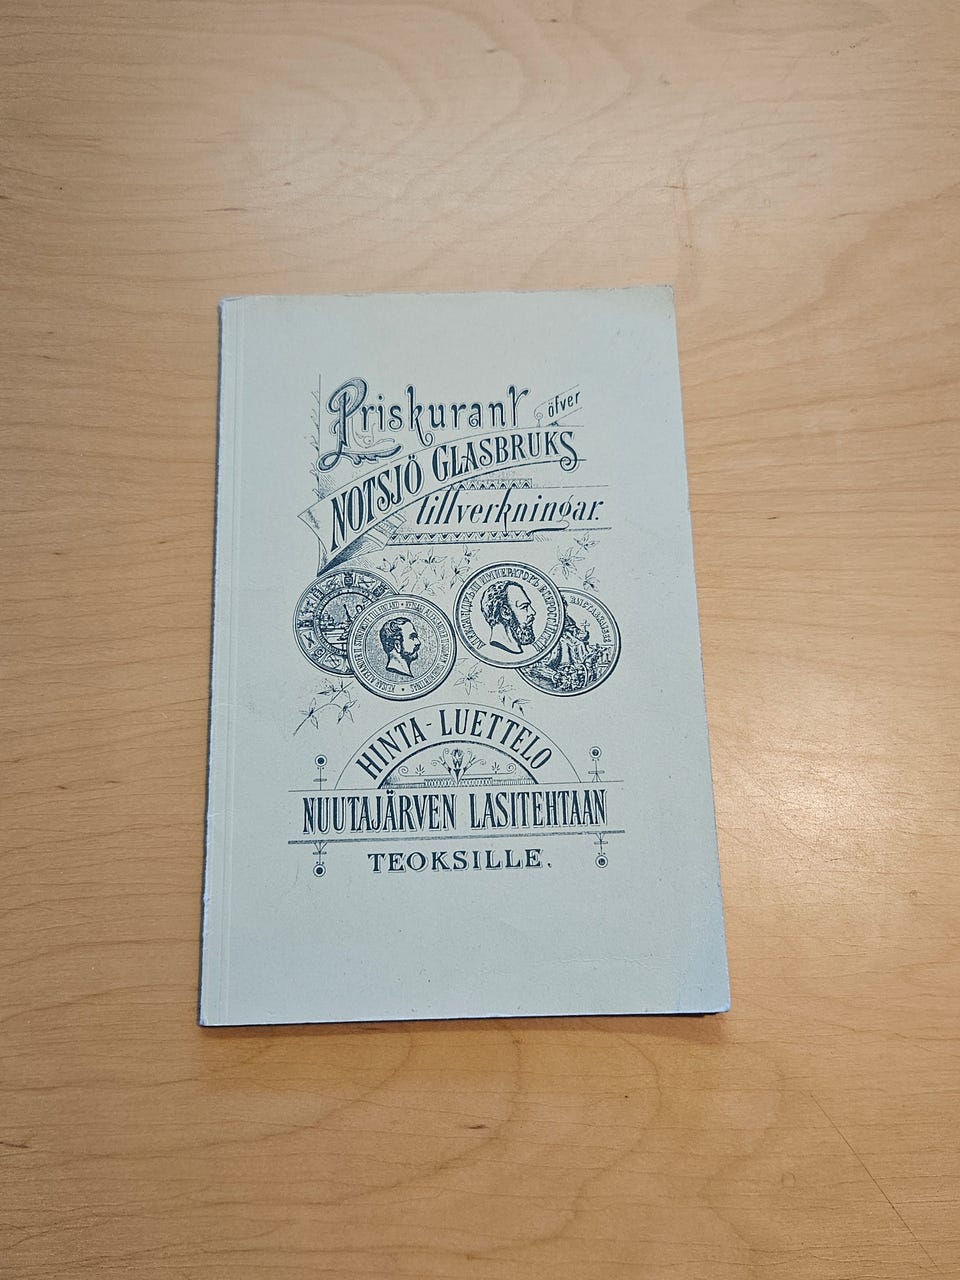 Priskurant öfver
NOTSJÖ GLASBRUKS
tillverkningar.
HINTA-LUETTELO
NUUTAJÄRVEN LASITEHTAAN
TEOKSILLE.